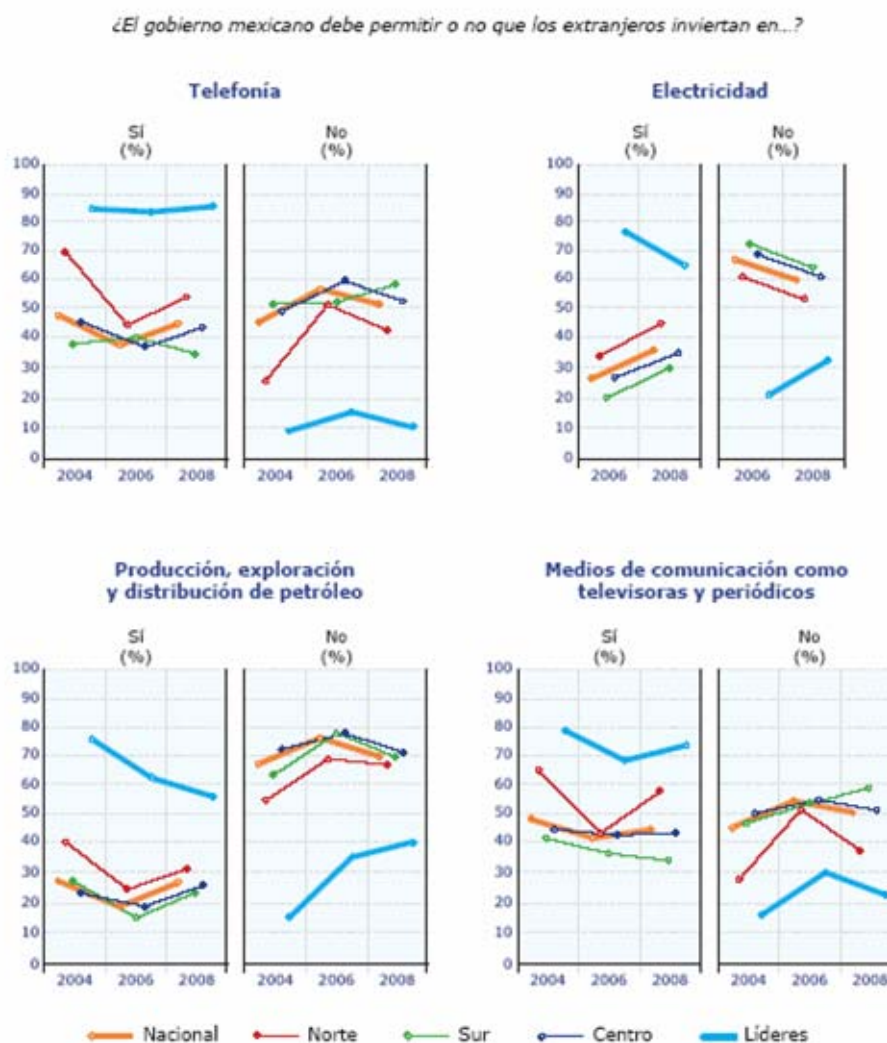 ¿El gobierno mexicano debe permitir o no que los extranjeros inviertan en...?
Telefonía
Sí
(%)
No
(%)
100
90
80
70
60
50
40
30
20
10
0
2004 2006 2008
2004 2006 2008
Electricidad
Sí
(%)
No
(%)
100
90
80
70
60
50
40
30
20
10
0
2006 2008
2006 2008
Producción, exploración
y distribución de petróleo
Sí
(%)
No
(%)
100
90
80
70
60
50
40
30
20
10
0
2004 2006 2008
2004 2006 2008
Medios de comunicación como
televisoras y periódicos
Sí
(%)
No
(%)
100
90
80
70
60
50
40
30
20
10
0
2004 2006 2008
2004 2006 2008
Nacional Norte Sur Centro Líderes